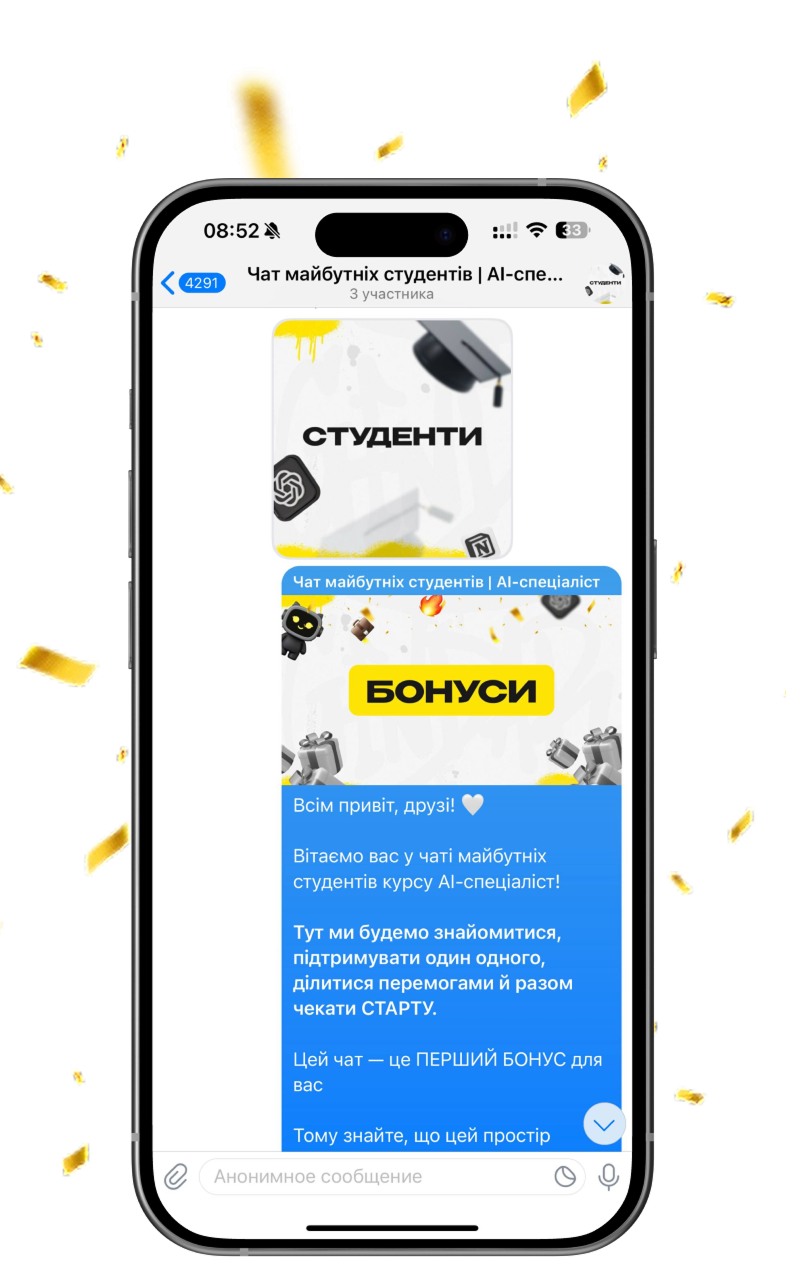 08:52
33
4291
Чат майбутніх студентів | AI-спе...
3 участника
СТУДЕНТИ
СТУДЕНТИ
N
Чат майбутніх студентів | AI-спеціаліст
БОНУСИ
Всім привіт, друзі! 🤍
Вітаємо вас у чаті майбутніх
студентів курсу AI-спеціаліст!
Тут ми будемо знайомитися,
підтримувати один одного,
ділитися перемогами й разом
чекати СТАРТУ.
Цей чат — це ПЕРШИЙ БОНУС для
вас
Тому знайте, що цей простір
Анонимное сообщение